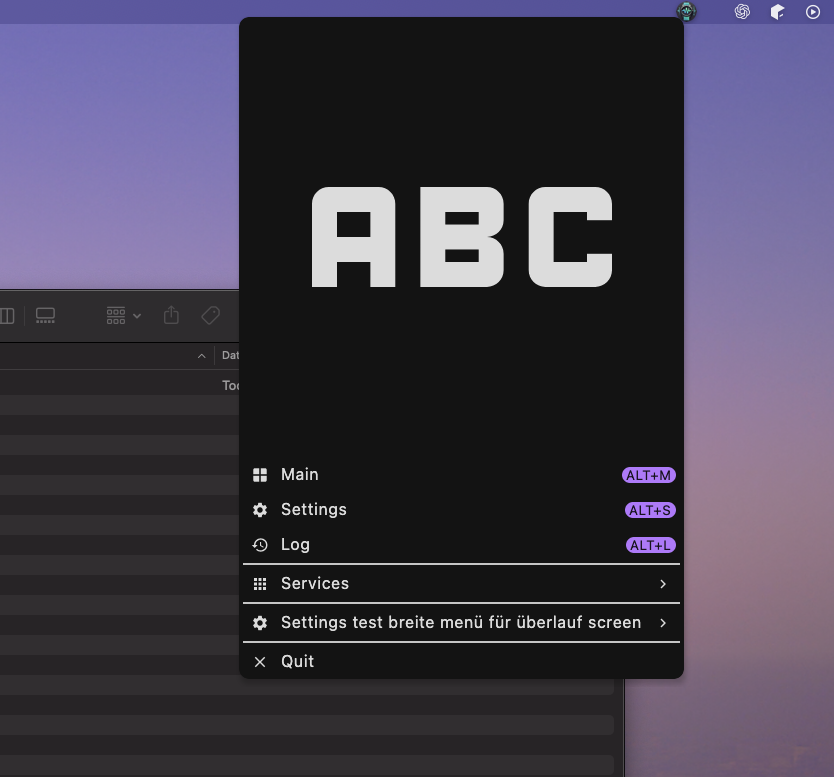 ABC
Dat
Toc
Main ALT+M
Settings ALT+S
Log ALT+L
Services
Settings test breite menü für überlauf screen
Quit